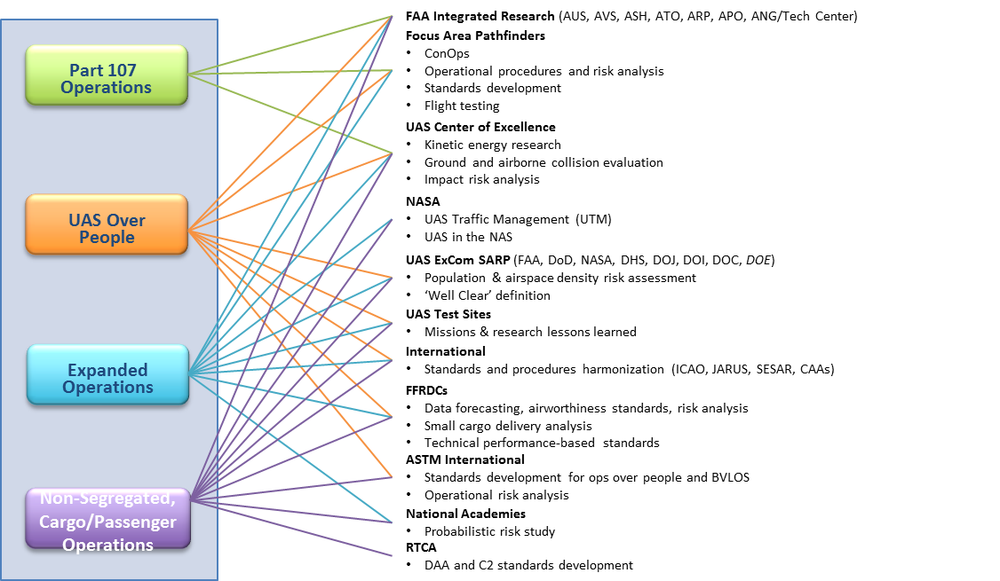 Part 107
Operations
UAS Over
People
Expanded
Operations
Non-Segregated,
Cargo/Passenger
Operations
FAA Integrated Research (AUS, AVS, ASH, ATO, ARP, APO, ANG/Tech Center)
Focus Area Pathfinders
• ConOps
• Operational procedures and risk analysis
• Standards development
• Flight testing
UAS Center of Excellence
• Kinetic energy research
• Ground and airborne collision evaluation
• Impact risk analysis
NASA
• UAS Traffic Management (UTM)
• UAS in the NAS
UAS ExCom SARP (FAA, DoD, NASA, DHS, DOJ, DOI, DOC, DOE)
• Population & airspace density risk assessment
• ‘Well Clear’ definition
UAS Test Sites
• Missions & research lessons learned
International
• Standards and procedures harmonization (ICAO, JARUS, SESAR, CAAs)
FFRDCs
• Data forecasting, airworthiness standards, risk analysis
• Small cargo delivery analysis
• Technical performance-based standards
ASTM International
• Standards development for ops over people and BVLOS
• Operational risk analysis
National Academies
• Probabilistic risk study
RTCA
• DAA and C2 standards development